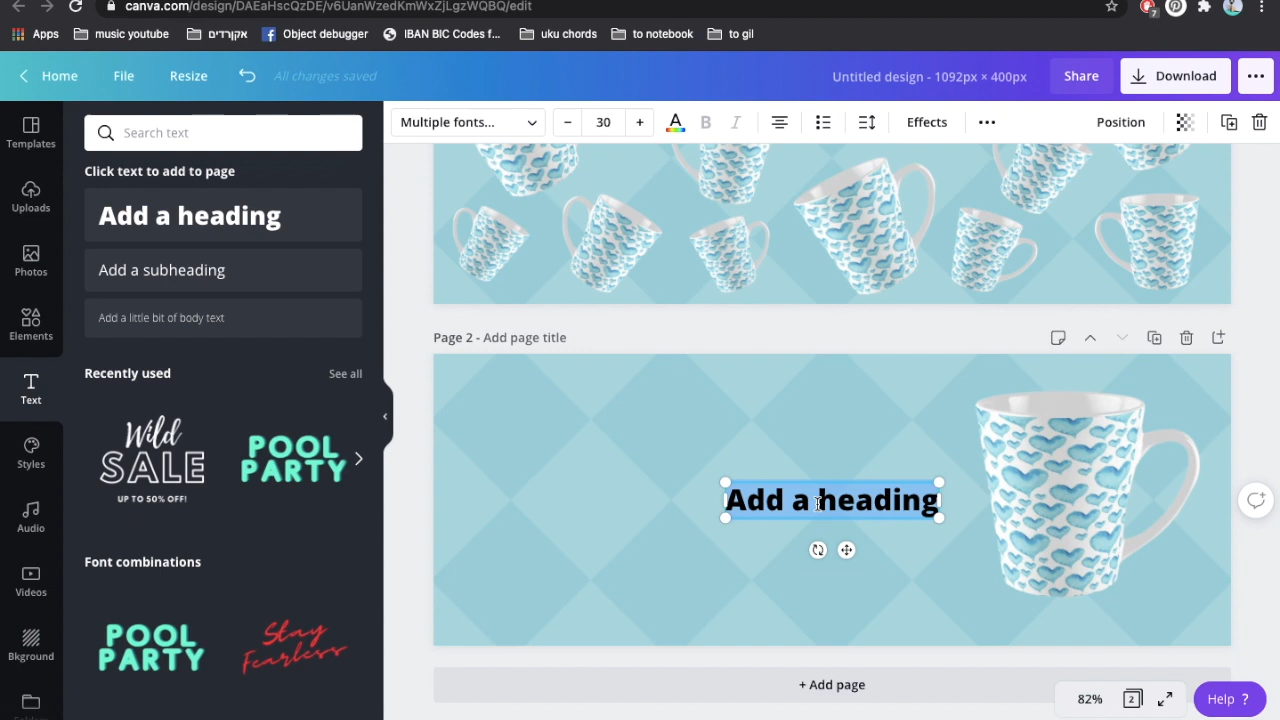 canva.com/design/DAEaHscQzDE/v6UanWzedKmWxZjLgzWQBQ/edit
7
Apps music youtube אקורדים Object debugger IBAN BIC Codes f... uku chords to notebook to gil
Home File Resize All changes saved Untitled design - 1092px × 400px Share Download
Templates
Uploads
Photos
Elements
Text
Styles
Audio
Videos
Bkground
Search text
Click text to add to page
Add a heading
Add a subheading
Add a little bit of body text
Recently used See all
Wild
SALE
UP TO 50% OFF!
POOL
PARTY
Font combinations
POOL
PARTY
Stay
Fearless
Multiple fonts... – 30 + A B I Effects Position
Page 2 - Add page title
Add a heading
+ Add page
82% 2 Help ?